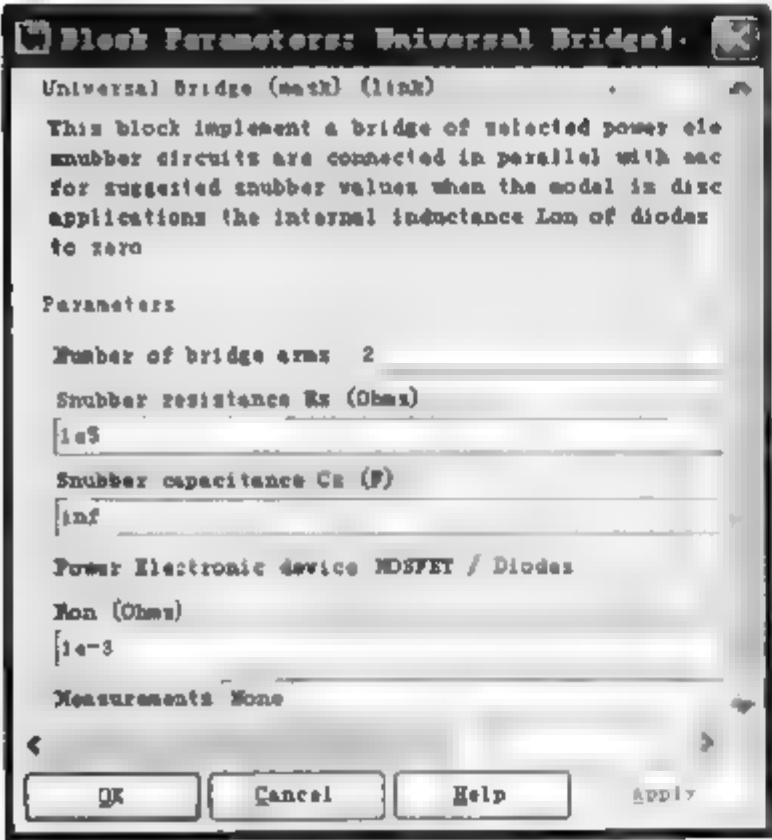 Block Parameters: Universal Bridge1.
Universal Bridge (mask) (link)
This block implement a bridge of selected power ele
snubber circuits are connected in parallel with eac
for suggested snubber values when the model is disc
applications the internal inductance Lon of diodes
to zero
Parameters
Number of bridge arms 2
Snubber resistance Rs (Ohms)
1e5
Snubber capacitance Cs (F)
inf
Power Electronic device MOSFET / Diodes
Ron (Ohms)
1e-3
Measurements None
OK Cancel Help Apply